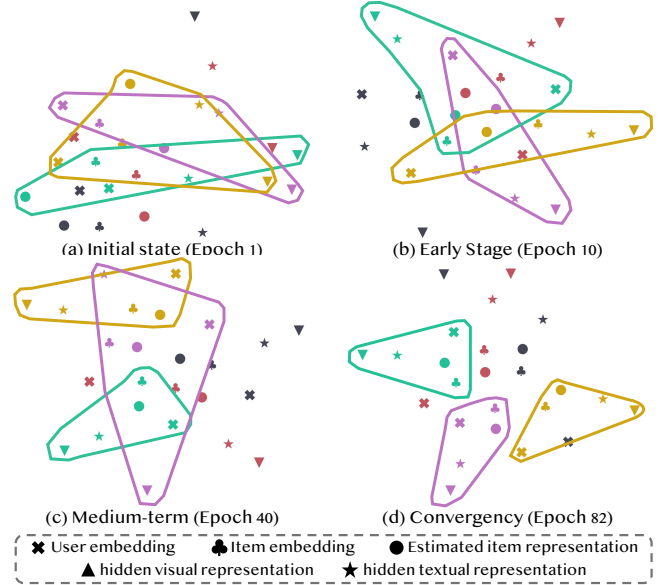 (a) Initial state (Epoch 1)
(b) Early Stage (Epoch 10)
(c) Medium-term (Epoch 40)
(d) Convergency (Epoch 82)
User embedding
Item embedding
Estimated item representation
hidden visual representation
hidden textual representation